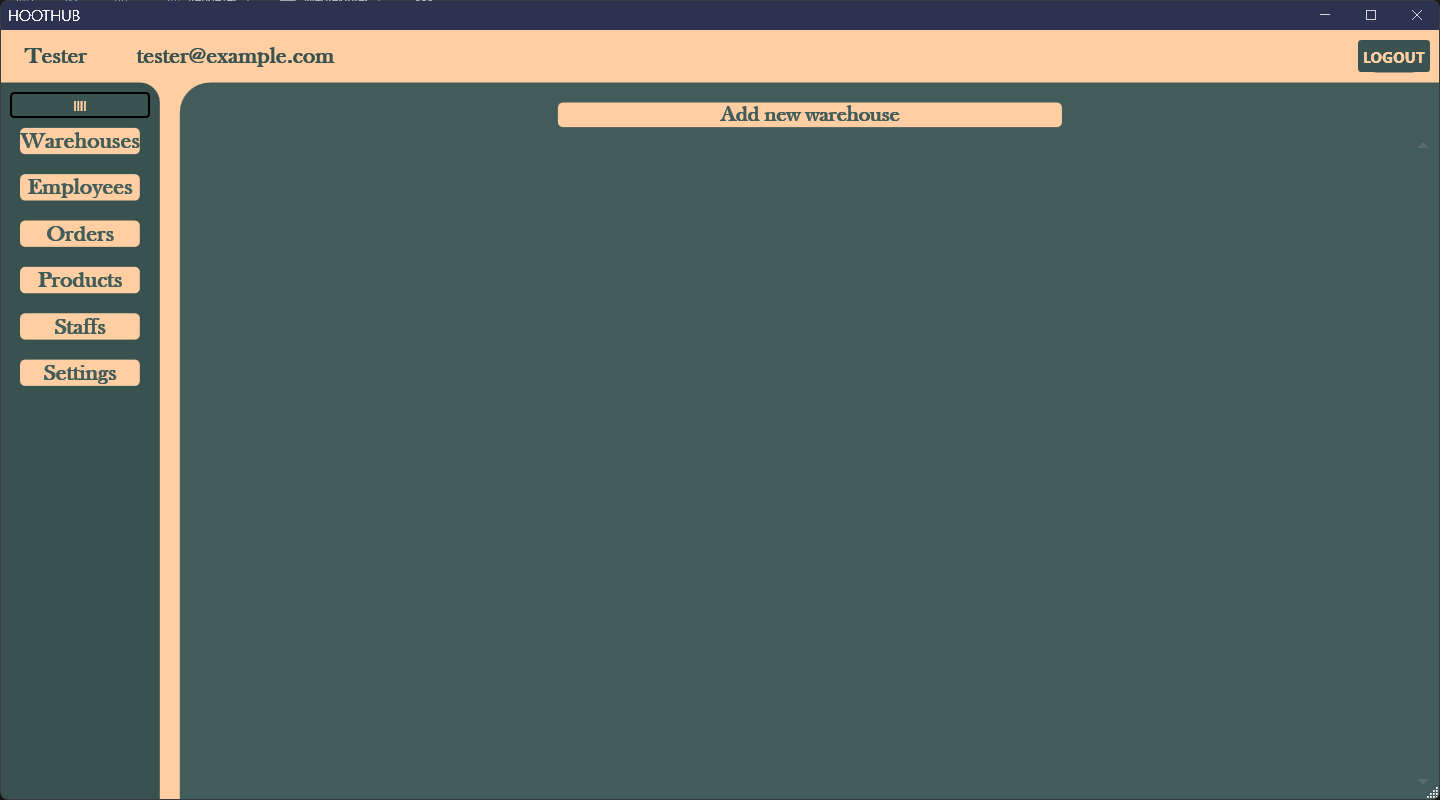 HOOTHUB
Tester tester@example.com LOGOUT
Add new warehouse
Warehouses
Employees
Orders
Products
Staffs
Settings